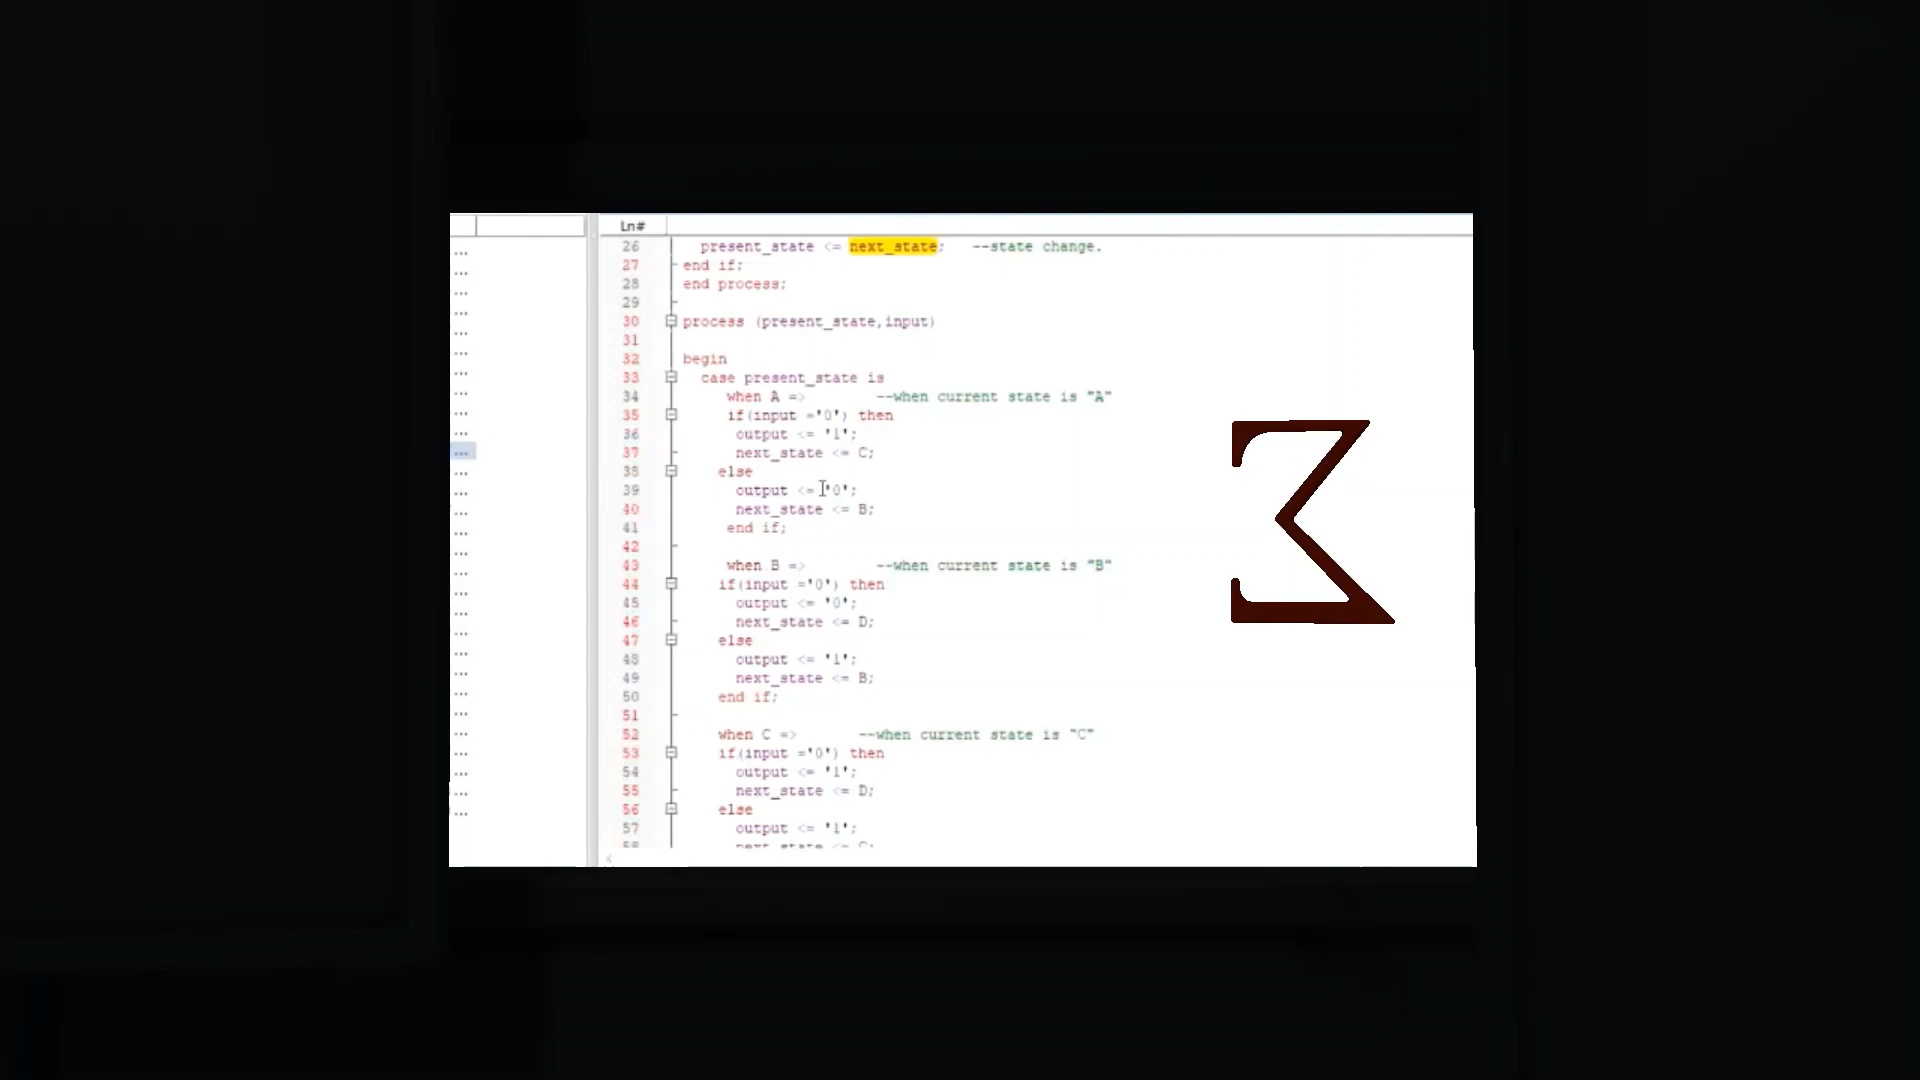 Ln#
26 present_state <= next_state; --state change.
27 end if;
28 end process;
29
30 process (present_state,input)
31
32 begin
33 case present_state is
34 when A => --when current state is "A"
35 if(input ='0') then
36 output <= '1';
37 next_state <= C;
38 else
39 output <= '0';
40 next_state <= B;
41 end if;
42
43 when B => --when current state is "B"
44 if(input ='0') then
45 output <= '0';
46 next_state <= D;
47 else
48 output <= '1';
49 next_state <= B;
50 end if;
51
52 when C => --when current state is "C"
53 if(input ='0') then
54 output <= '1';
55 next_state <= D;
56 else
57 output <= '1';
58 next_state <= C;